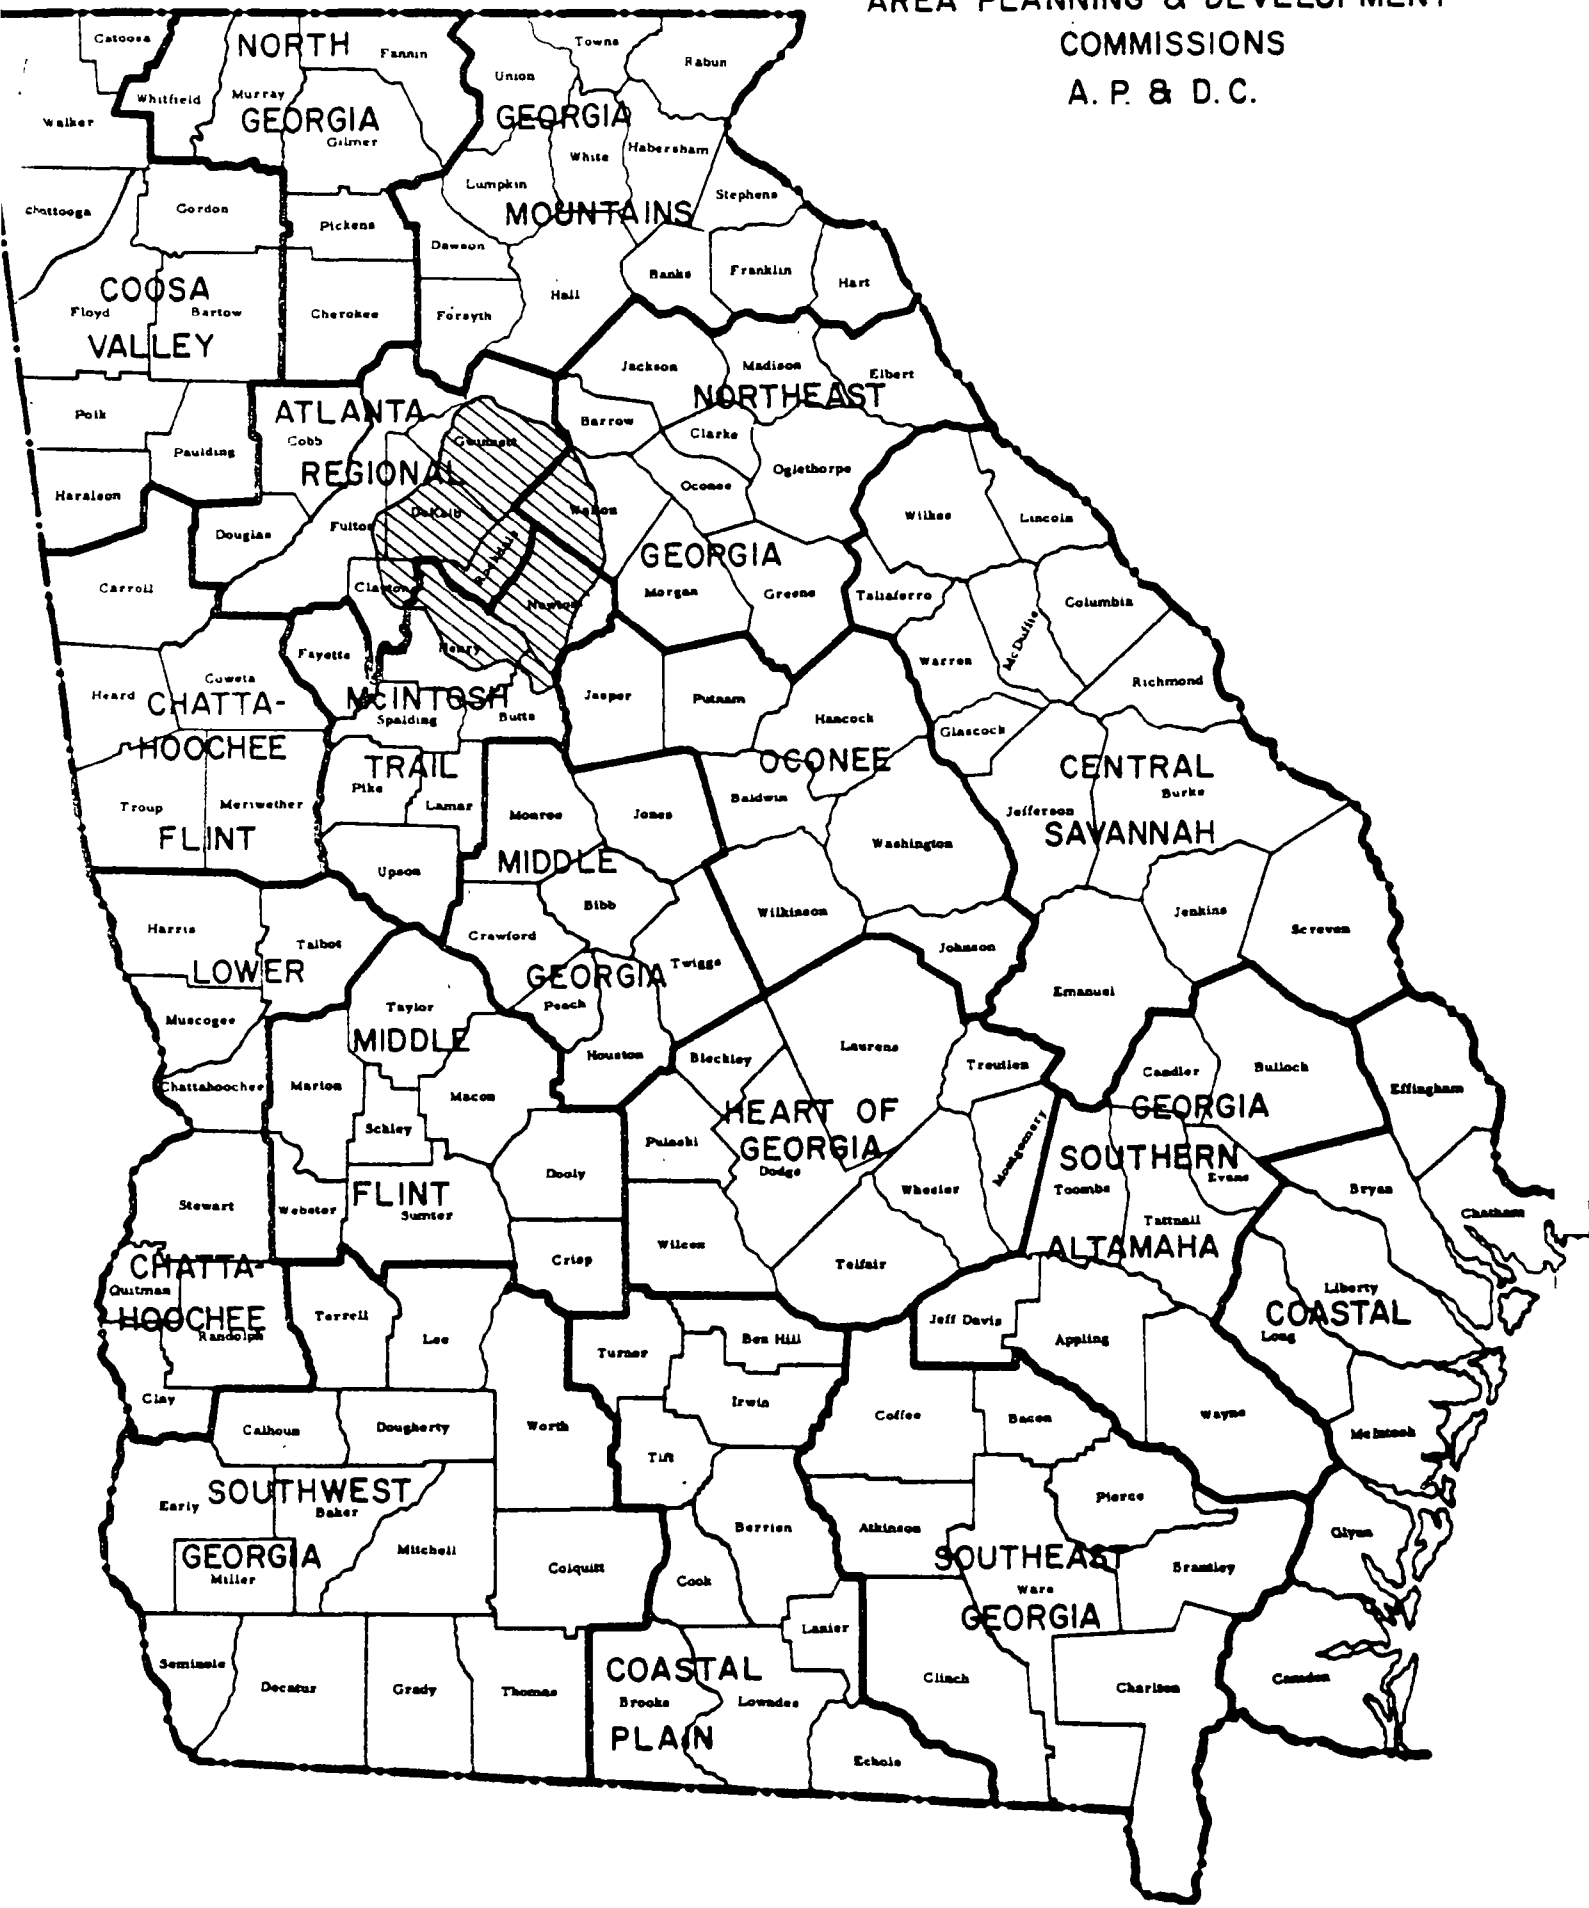 AREA PLANNING & DEVELOPMENT
COMMISSIONS
A. P. & D. C.
Catoosa
NORTH
Fannin
Towns
Union
Rabun
Walker
Whitfield
Murray
GEORGIA
Gilmer
GEORGIA
White
Habersham
Lumpkin
Stephens
Chattooga
Gordon
Pickens
MOUNTAINS
Dawson
Banks
Franklin
Hart
COOSA
Floyd
Bartow
VALLEY
Cherokee
Forsyth
Hall
Jackson
Madison
Elbert
NORTHEAST
Polk
Paulding
Haralson
ATLANTA
Cobb
REGIONAL
Gwinnett
Barrow
Clarke
Oconee
Oglethorpe
Wilkes
Lincoln
Douglas
Fulton
DeKalb
Rockdale
Walton
GEORGIA
Carroll
Clayton
Newton
Morgan
Greene
Taliaferro
McDuffie
Columbia
Fayette
Henry
Warren
Richmond
Heard
Coweta
CHATTA-
McINTOSH
Spalding
Butts
Jasper
Putnam
Hancock
Glascock
HOOCHEE
TRAIL
Pike
Lamar
OCONEE
Baldwin
CENTRAL
Burke
Troup
Meriwether
FLINT
Monroe
Jones
Washington
Jefferson
SAVANNAH
Upson
MIDDLE
Bibb
Wilkinson
Jenkins
Screven
Harris
Talbot
LOWER
Crawford
GEORGIA
Twiggs
Peach
Johnson
Emanuel
Muscogee
Taylor
MIDDLE
Houston
Bleckley
Laurens
Treutlen
Candler
Bulloch
Effingham
Chattahoochee
Marion
Macon
Schley
HEART OF
GEORGIA
Pulaski
Dodge
Montgomery
GEORGIA
SOUTHERN
Toombs
Evans
Tattnall
ALTAMAHA
Bryan
Chatham
Stewart
Webster
FLINT
Sumter
Dooly
Crisp
Wilcox
Wheeler
Telfair
CHATTA-
Quitman
HOOCHEE
Randolph
Terrell
Lee
Turner
Ben Hill
Jeff Davis
Appling
Liberty
COASTAL
Long
Clay
Calhoun
Dougherty
Worth
Irwin
Tift
Coffee
Bacon
Wayne
McIntosh
Early
SOUTHWEST
Baker
GEORGIA
Miller
Mitchell
Colquitt
Berrien
Cook
Atkinson
Pierce
SOUTHEAST
Ware
GEORGIA
Brantley
Glynn
Lanier
Seminole
Decatur
Grady
Thomas
COASTAL
Brooks
Lowndes
PLAIN
Echols
Clinch
Charlton
Camden